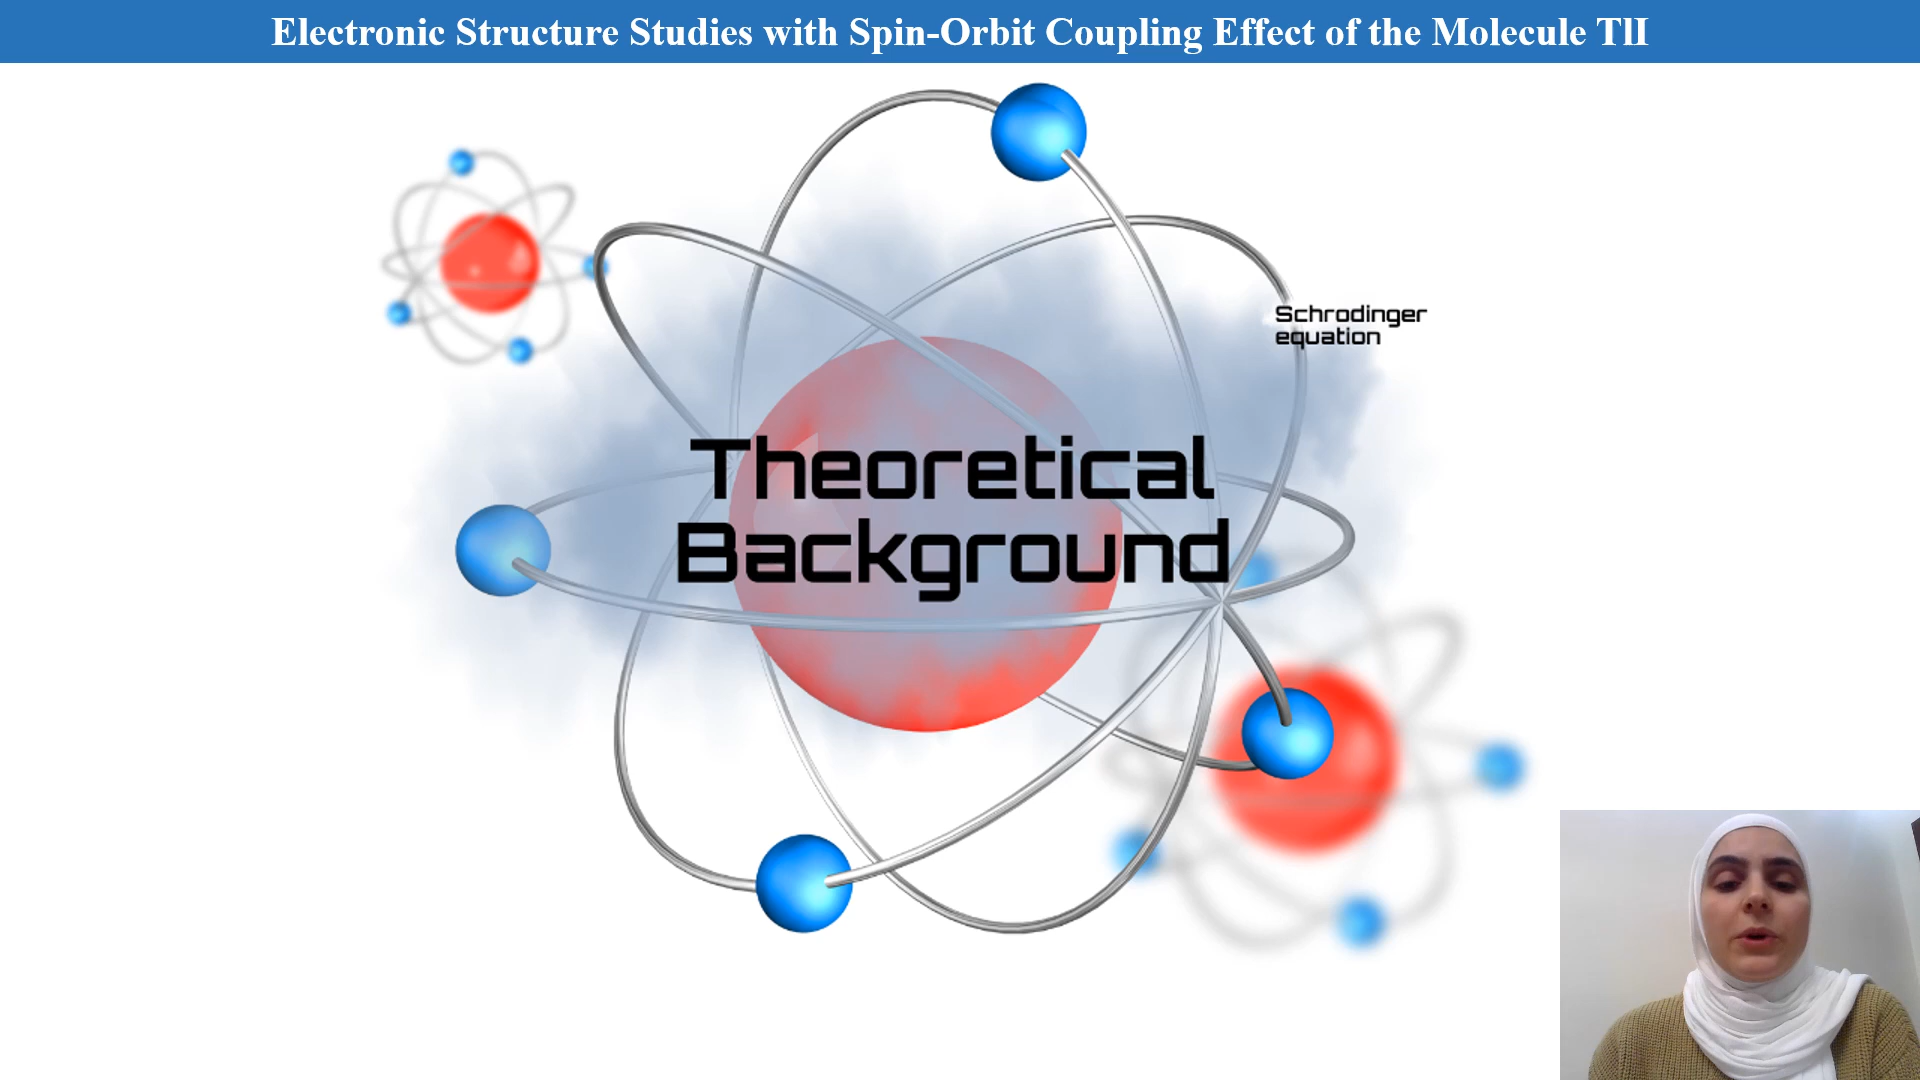 Electronic Structure Studies with Spin-Orbit Coupling Effect of the Molecule TlI
Schrodinger
equation
Theoretical
Background